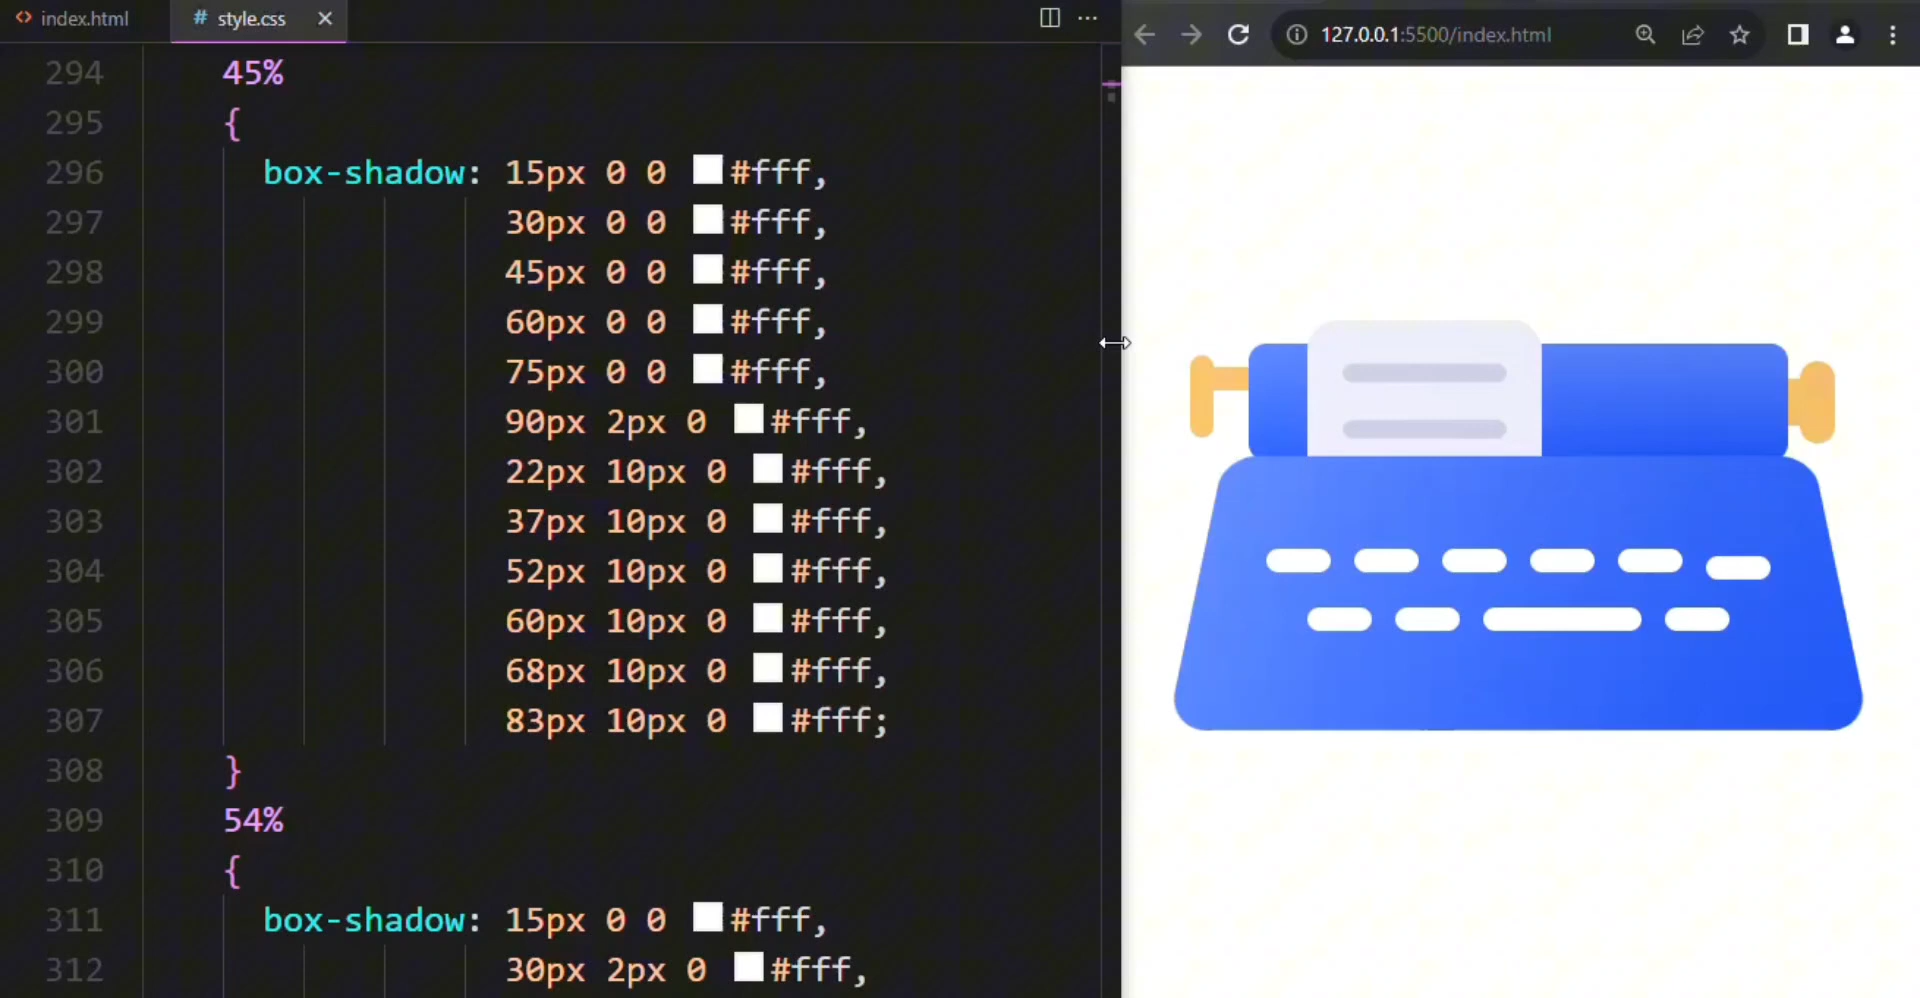 index.html
# style.css
127.0.0.1:5500/index.html
294 45%
295 {
296 box-shadow: 15px 0 0 #fff,
297 30px 0 0 #fff,
298 45px 0 0 #fff,
299 60px 0 0 #fff,
300 75px 0 0 #fff,
301 90px 2px 0 #fff,
302 22px 10px 0 #fff,
303 37px 10px 0 #fff,
304 52px 10px 0 #fff,
305 60px 10px 0 #fff,
306 68px 10px 0 #fff,
307 83px 10px 0 #fff;
308 }
309 54%
310 {
311 box-shadow: 15px 0 0 #fff,
312 30px 2px 0 #fff,